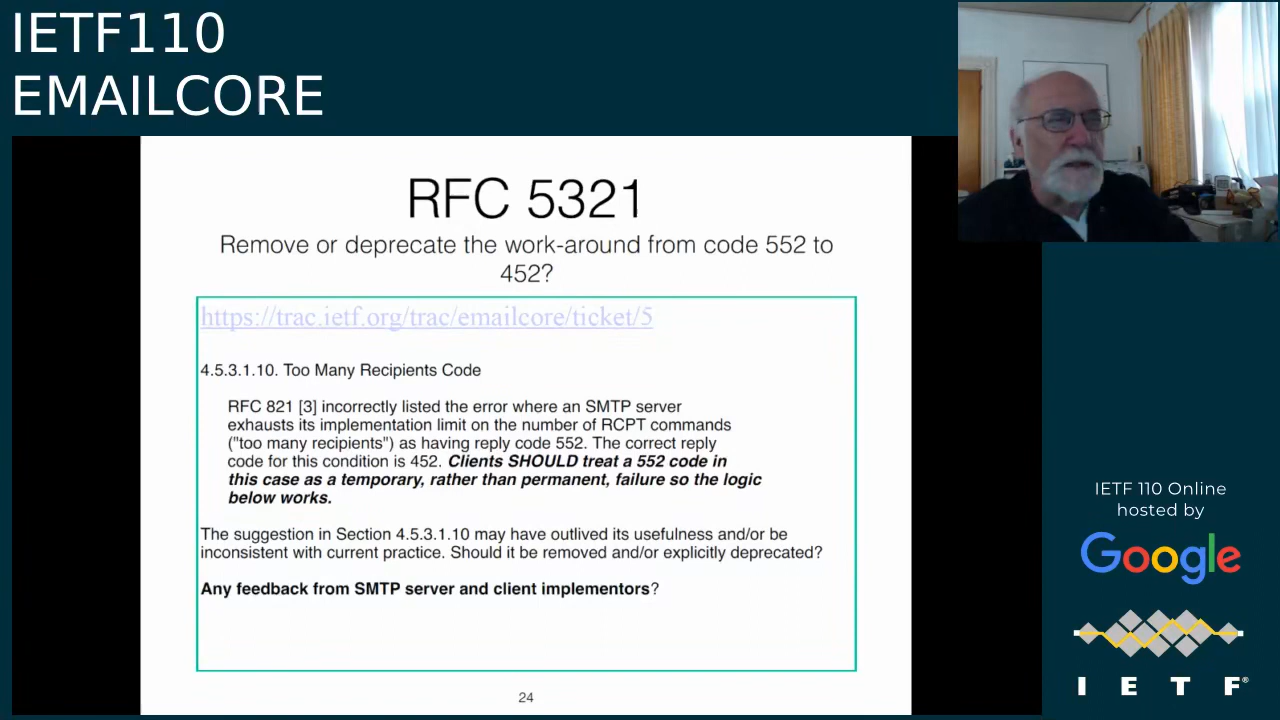 IETF110
EMAILCORE
RFC 5321
Remove or deprecate the work-around from code 552 to
452?
https://trac.ietf.org/trac/emailcore/ticket/5
4.5.3.1.10. Too Many Recipients Code
RFC 821 [3] incorrectly listed the error where an SMTP server
exhausts its implementation limit on the number of RCPT commands
("too many recipients") as having reply code 552. The correct reply
code for this condition is 452. Clients SHOULD treat a 552 code in
this case as a temporary, rather than permanent, failure so the logic
below works.
The suggestion in Section 4.5.3.1.10 may have outlived its usefulness and/or be
inconsistent with current practice. Should it be removed and/or explicitly deprecated?
Any feedback from SMTP server and client implementors?
24
IETF 110 Online
hosted by
Google
I E T F®